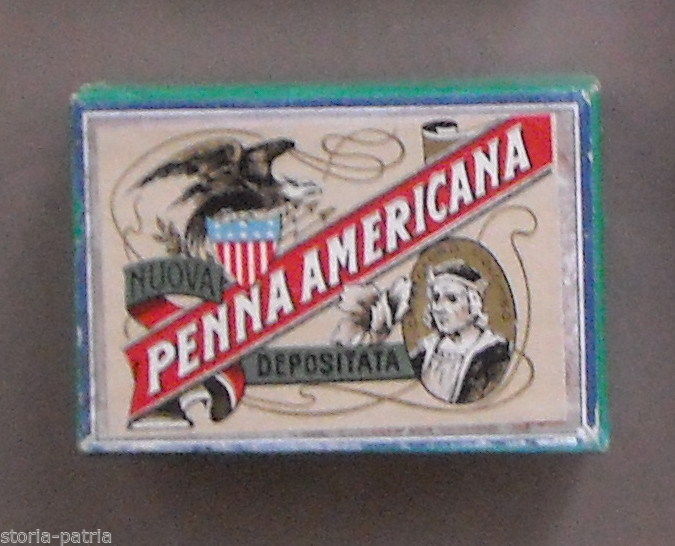 NUOVA
PENNA AMERICANA
DEPOSITATA
storia-patria